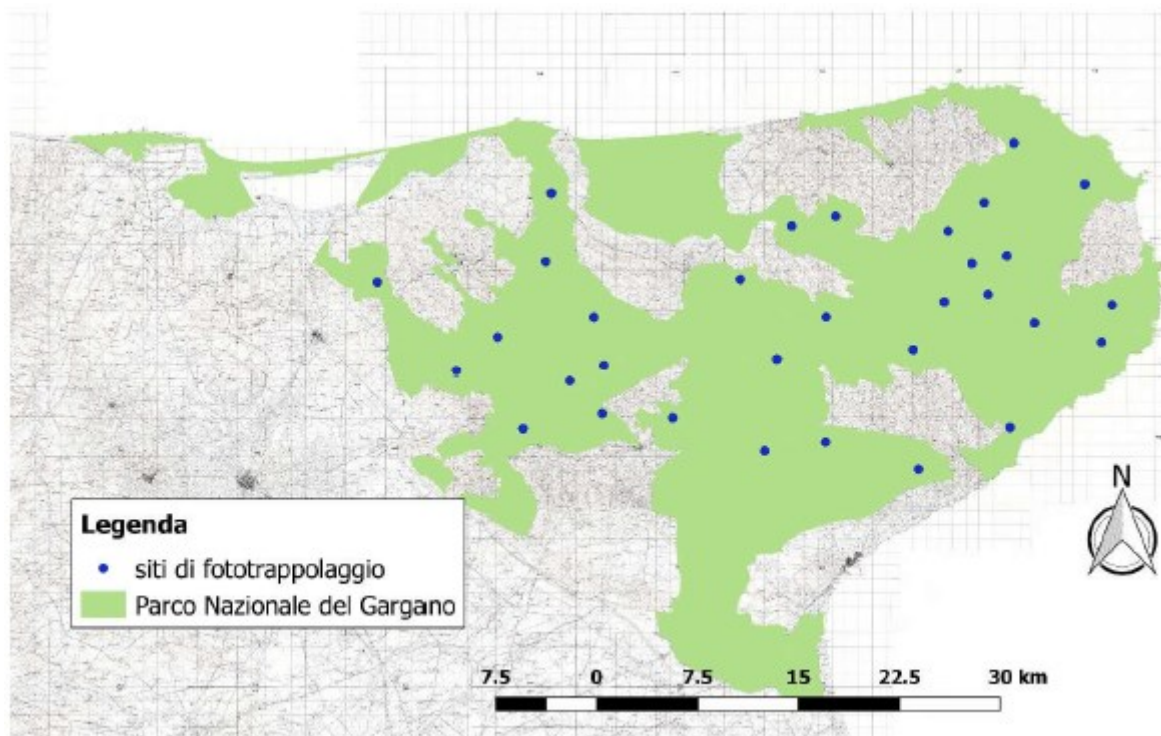 N
Legenda
siti di fototrappolaggio
Parco Nazionale del Gargano
7.5 0 7.5 15 22.5 30 km